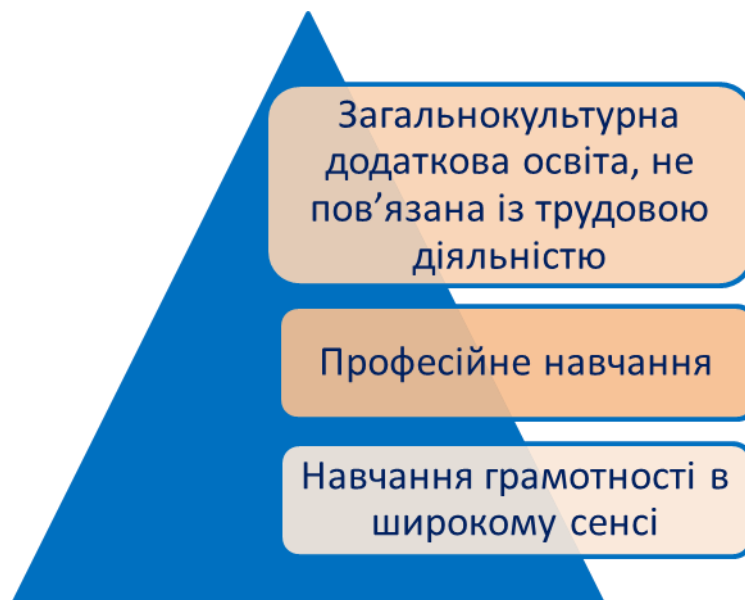 Загальнокультурна
додаткова освіта, не
пов’язана із трудовою
діяльністю
Професійне навчання
Навчання грамотності в
широкому сенсі